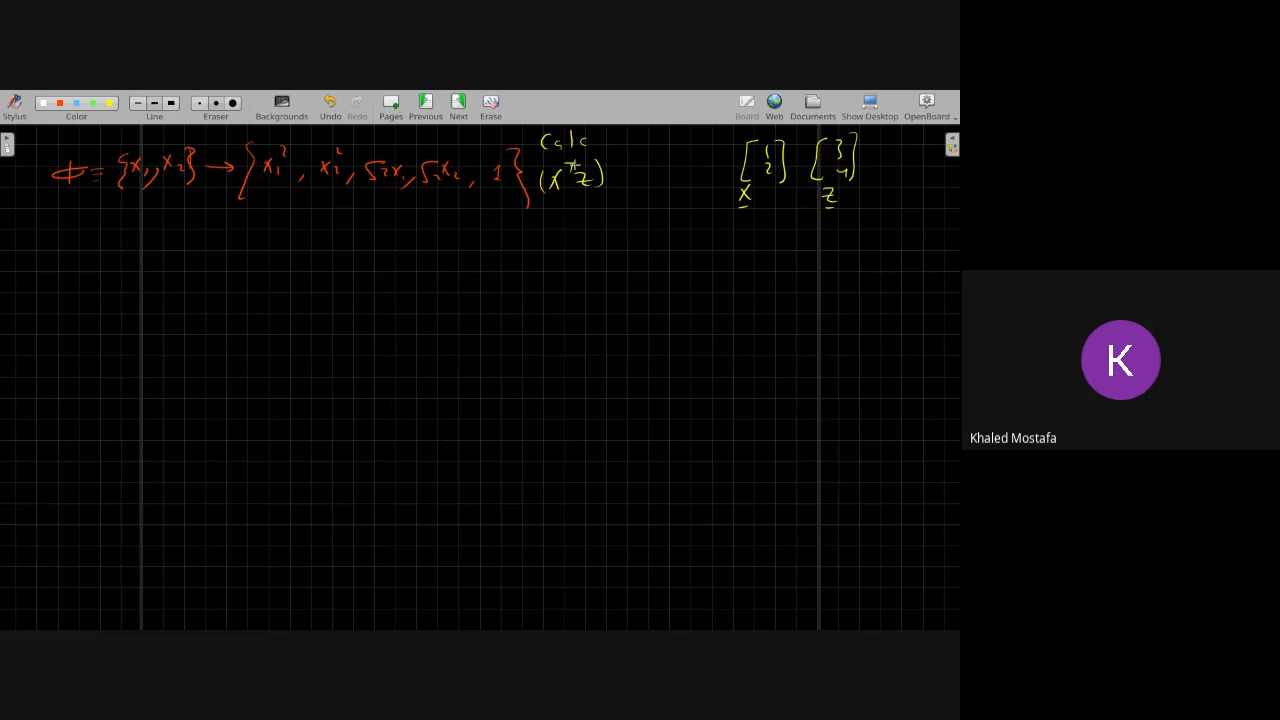 Stylus Color Line Eraser Backgrounds Undo Redo Pages Previous Next Erase Board Web Documents Show Desktop OpenBoard
Calc
ϕ = {x₁, x₂} → {x₁², x₂², √2x₁, √2x₂, 1}
(xᵀz)
[1 2] [3 4]
x z
K
Khaled Mostafa